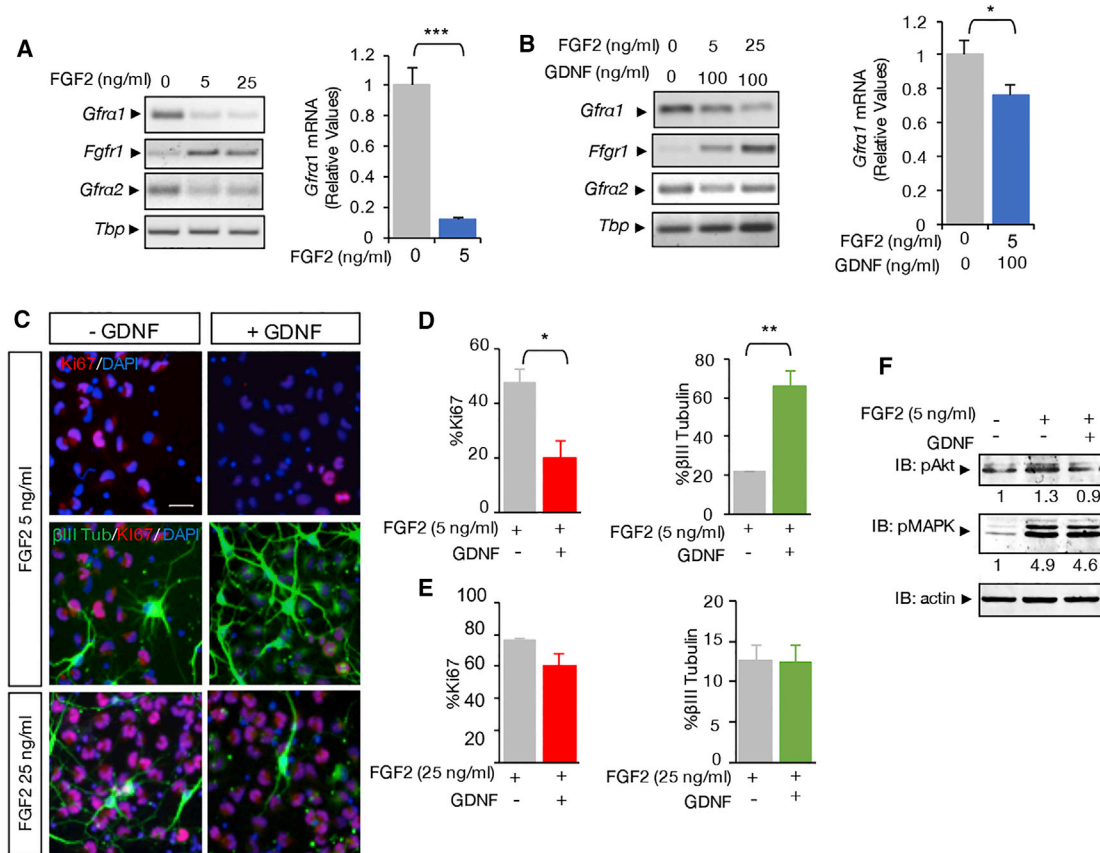 A
FGF2 (ng/ml) 0 5 25
Gfrα1
Fgfr1
Gfrα2
Tbp
***
1.2
1
0.8
0.6
0.4
0.2
0
Gfrα1 mRNA
(Relative Values)
FGF2 (ng/ml) 0 5
B
FGF2 (ng/ml) 0 5 25
GDNF (ng/ml) 0 100 100
Gfrα1
Ffgr1
Gfrα2
Tbp
*
1.2
1
0.8
0.6
0.4
0.2
0
Gfrα1 mRNA
(Relative Values)
FGF2 (ng/ml) 0 5
GDNF (ng/ml) 0 100
C
- GDNF + GDNF
FGF2 5 ng/ml
Ki67/DAPI
βIII Tub/KI67/DAPI
FGF2 25 ng/ml
D
*
60
40
20
0
%Ki67
FGF2 (5 ng/ml) + +
GDNF - +
**
80
60
40
20
0
%βIII Tubulin
FGF2 (5 ng/ml) + +
GDNF - +
E
100
80
60
40
20
0
%Ki67
FGF2 (25 ng/ml) + +
GDNF - +
20
15
10
5
0
%βIII Tubulin
FGF2 (25 ng/ml) + +
GDNF - +
F
FGF2 (5 ng/ml) - + +
GDNF - - +
IB: pAkt
1 1.3 0.9
IB: pMAPK
1 4.9 4.6
IB: actin